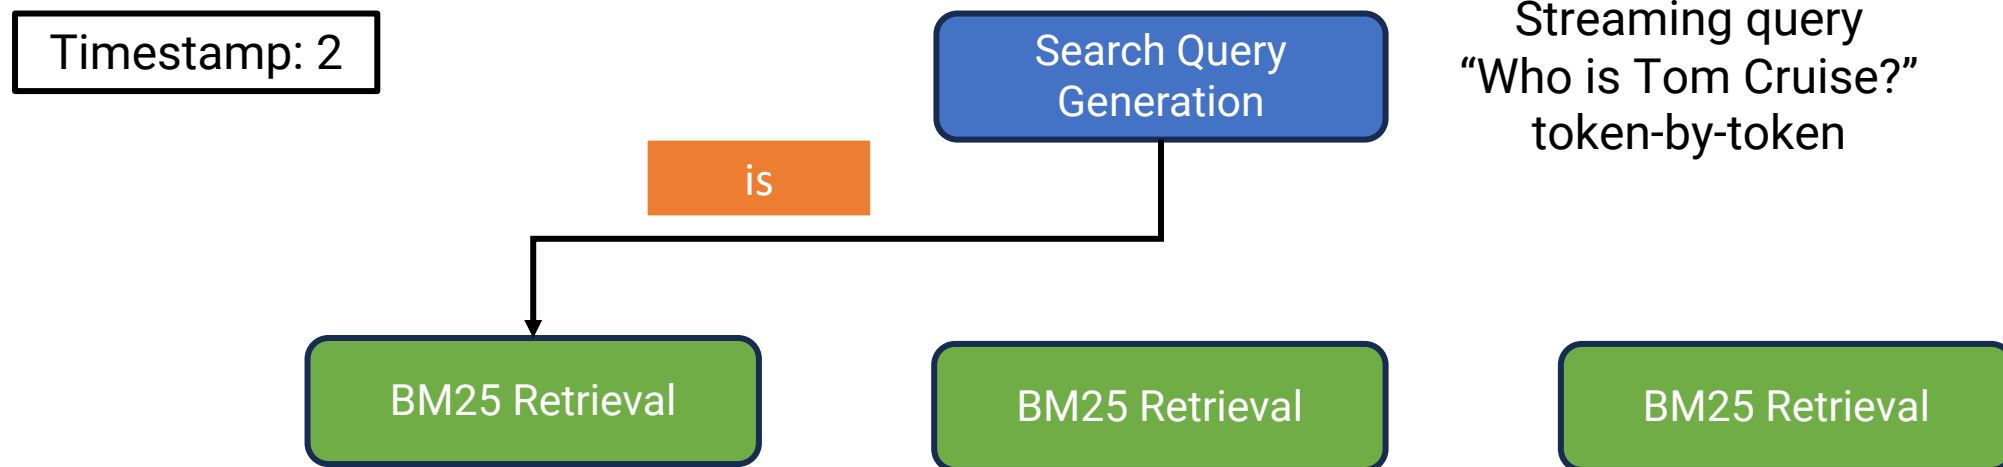 Timestamp: 2
Search Query
Generation
Streaming query
“Who is Tom Cruise?”
token-by-token
is
BM25 Retrieval
BM25 Retrieval
BM25 Retrieval